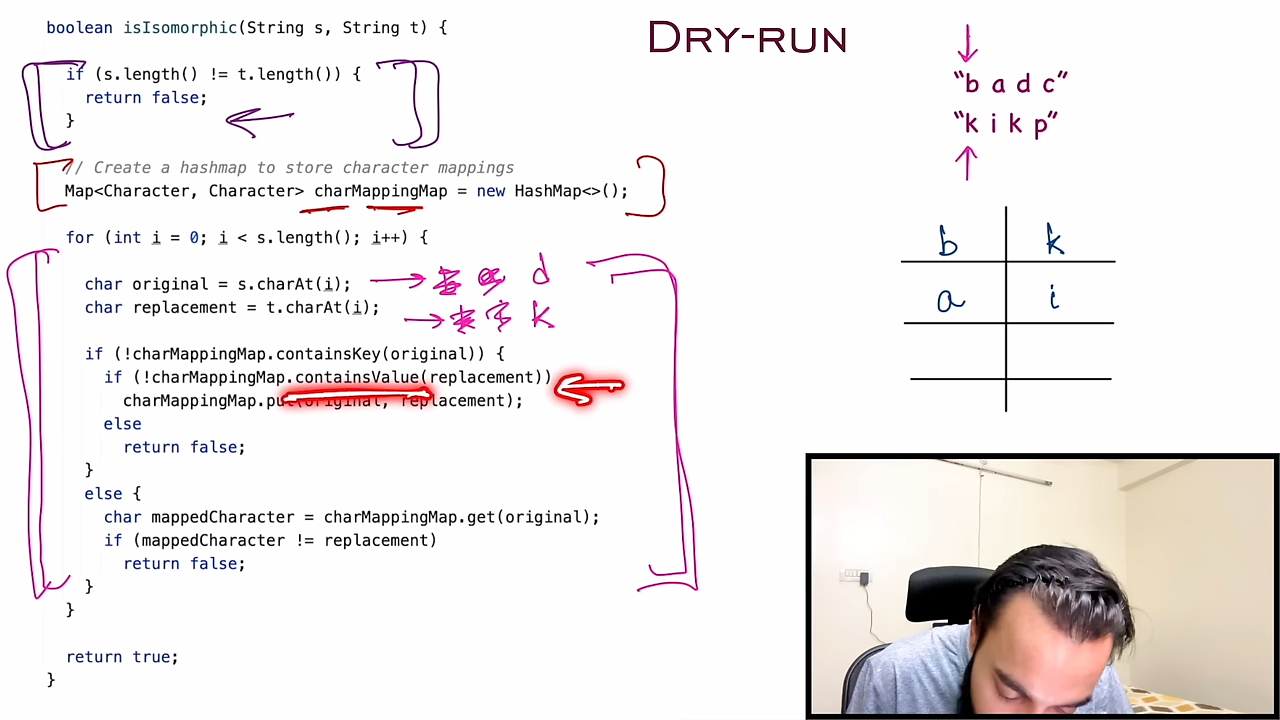 boolean isIsomorphic(String s, String t) {
if (s.length() != t.length()) {
return false;
}
// Create a hashmap to store character mappings
Map<Character, Character> charMappingMap = new HashMap<>();
for (int i = 0; i < s.length(); i++) {
char original = s.charAt(i);
d
char replacement = t.charAt(i);
k
if (!charMappingMap.containsKey(original)) {
if (!charMappingMap.containsValue(replacement))
charMappingMap.put(original, replacement);
else
return false;
}
else {
char mappedCharacter = charMappingMap.get(original);
if (mappedCharacter != replacement)
return false;
}
}
return true;
}
DRY-RUN
"b a d c"
"k i k p"
b k
a i